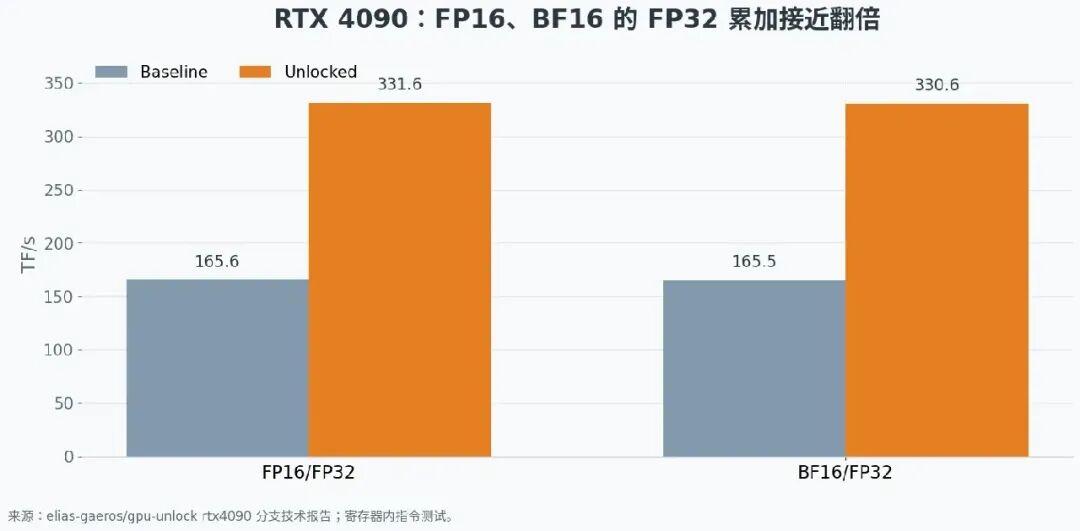 RTX 4090：FP16、BF16 的 FP32 累加接近翻倍
Baseline
Unlocked
TF/s
350
300
250
200
150
100
50
0
165.6
331.6
165.5
330.6
FP16/FP32
BF16/FP32
来源：elias-gaeros/gpu-unlock rtx4090 分支技术报告；寄存器内指令测试。